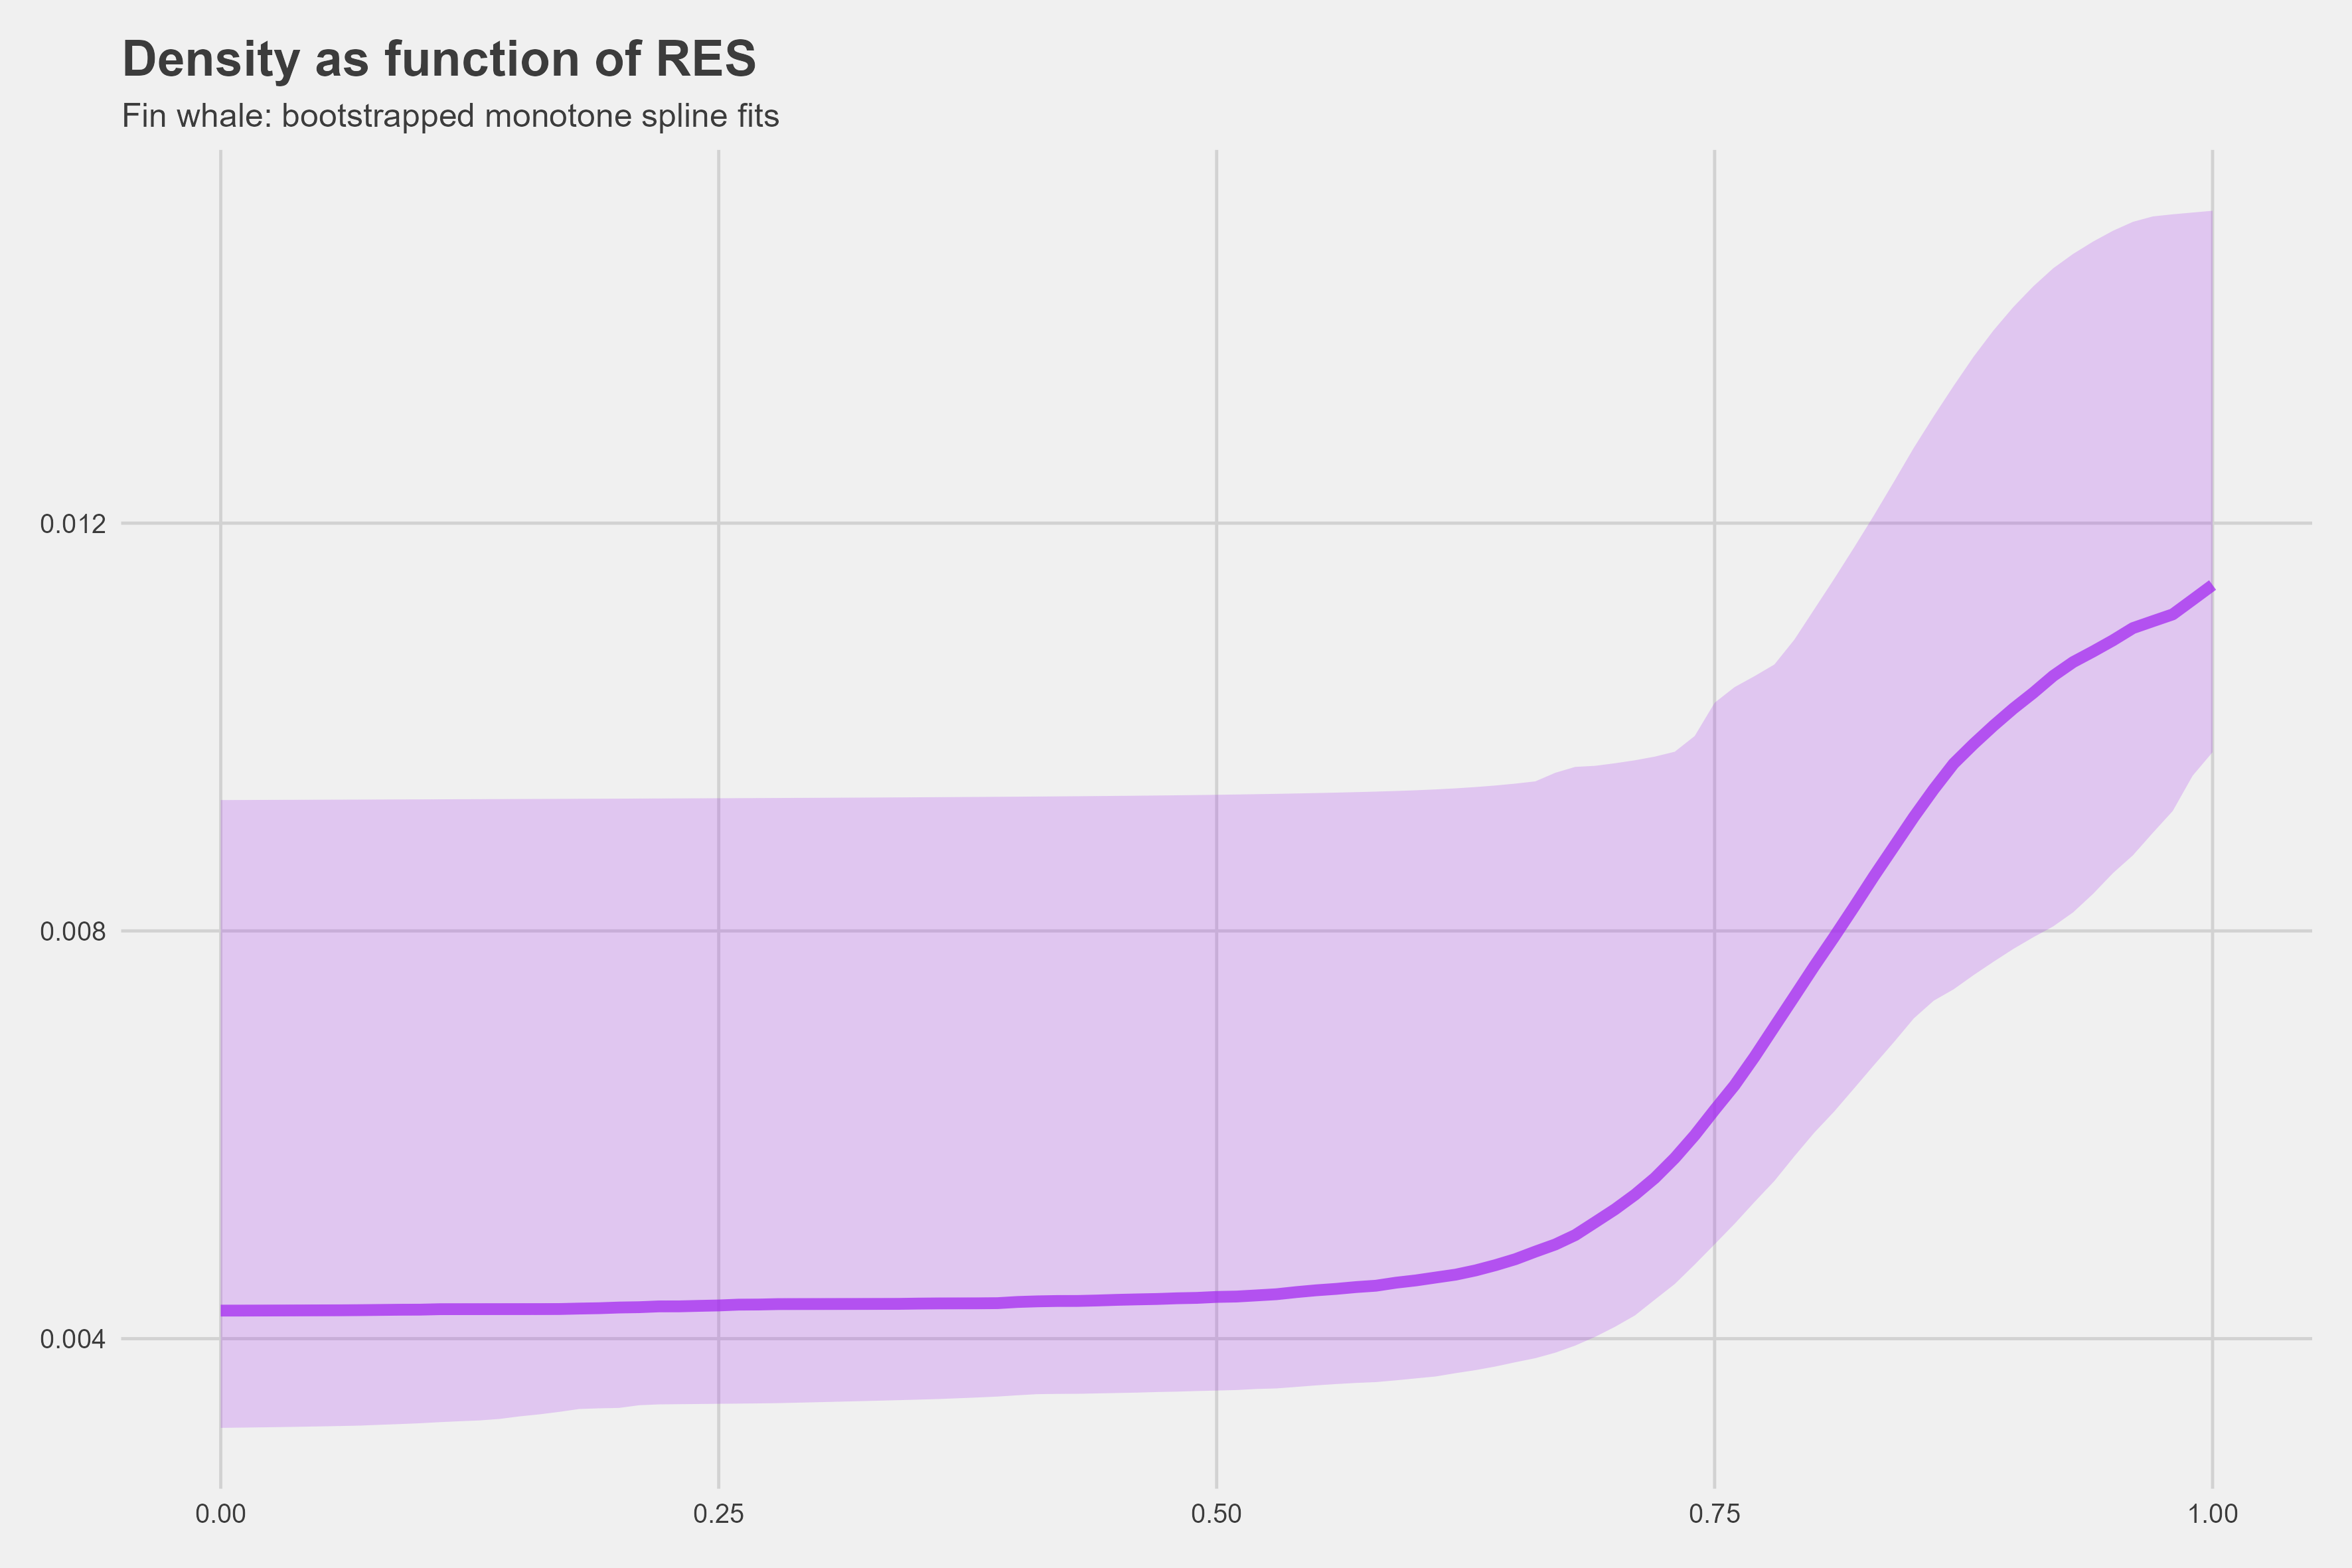 Density as function of RES
Fin whale: bootstrapped monotone spline fits
0.012
0.008
0.004
0.00 0.25 0.50 0.75 1.00